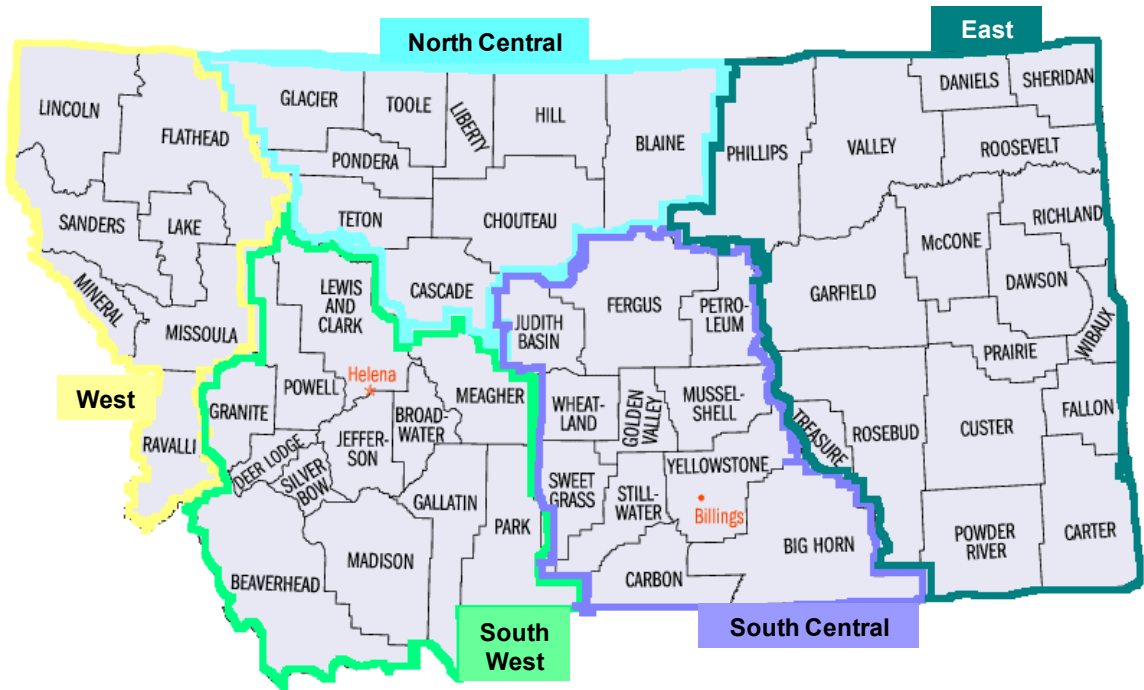 North Central
East
LINCOLN
FLATHEAD
GLACIER
TOOLE
LIBERTY
HILL
BLAINE
PHILLIPS
VALLEY
DANIELS
SHERIDAN
ROOSEVELT
PONDERA
SANDERS
LAKE
TETON
CHOUTEAU
McCONE
RICHLAND
MINERAL
MISSOULA
LEWIS
AND
CLARK
CASCADE
JUDITH
BASIN
FERGUS
PETRO-
LEUM
GARFIELD
DAWSON
WIBAUX
PRAIRIE
West
RAVALLI
GRANITE
POWELL
Helena
MEAGHER
BROAD-
WATER
JEFFER-
SON
DEER LODGE
SILVER
BOW
WHEAT-
LAND
GOLDEN
VALLEY
MUSSEL-
SHELL
TREASURE
ROSEBUD
CUSTER
FALLON
GALLATIN
PARK
SWEET
GRASS
STILL-
WATER
YELLOWSTONE
Billings
BIG HORN
POWDER
RIVER
CARTER
BEAVERHEAD
MADISON
CARBON
South
West
South Central